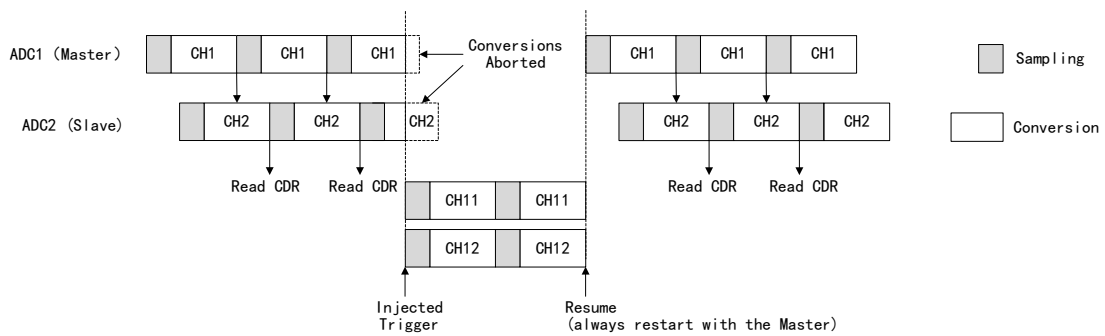 ADC1 (Master)
CH1
CH1
CH1
Conversions
Aborted
CH1
CH1
CH1
Sampling
ADC2 (Slave)
CH2
CH2
CH2
CH2
CH2
CH2
Conversion
Read CDR
Read CDR
Read CDR
Read CDR
CH11
CH11
CH12
CH12
Injected
Trigger
Resume
(always restart with the Master)